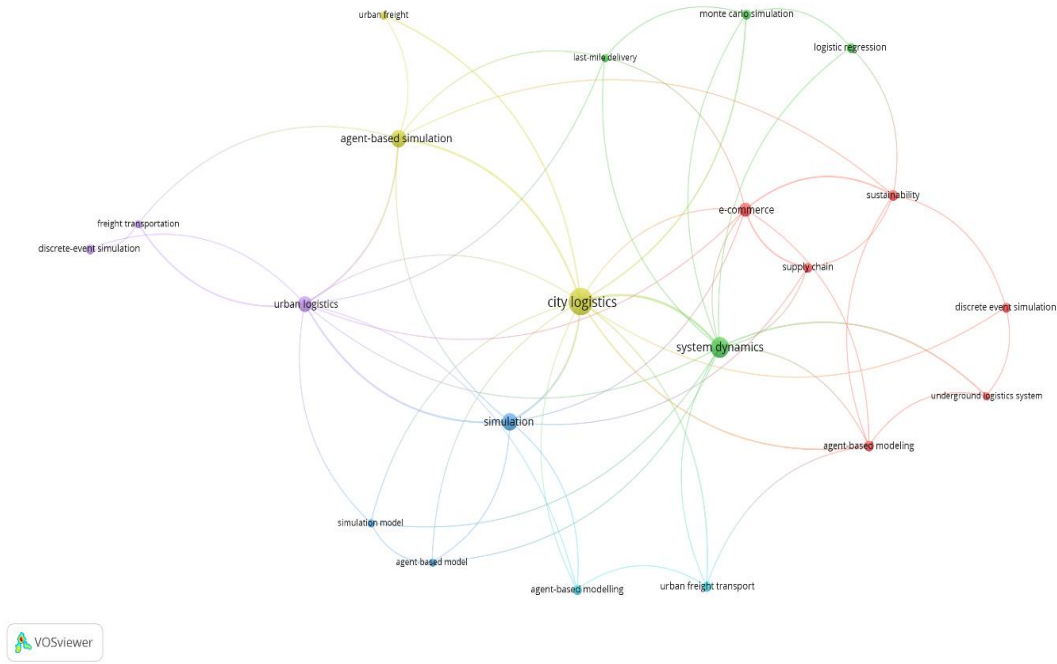 urban freight
monte carlo simulation
logistic regression
last-mile delivery
agent-based simulation
sustainability
e-commerce
freight transportation
discrete-event simulation
supply chain
urban logistics
city logistics
discrete event simulation
system dynamics
underground logistics system
simulation
agent-based modeling
simulation model
agent-based model
urban freight transport
agent-based modelling
VOSviewer